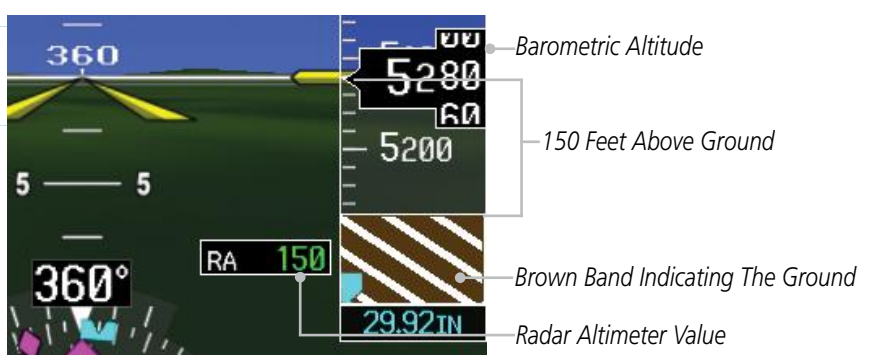 00
Barometric Altitude
360
5280
60
150 Feet Above Ground
5200
5 5
RA 150
360°
Brown Band Indicating The Ground
29.92IN
Radar Altimeter Value